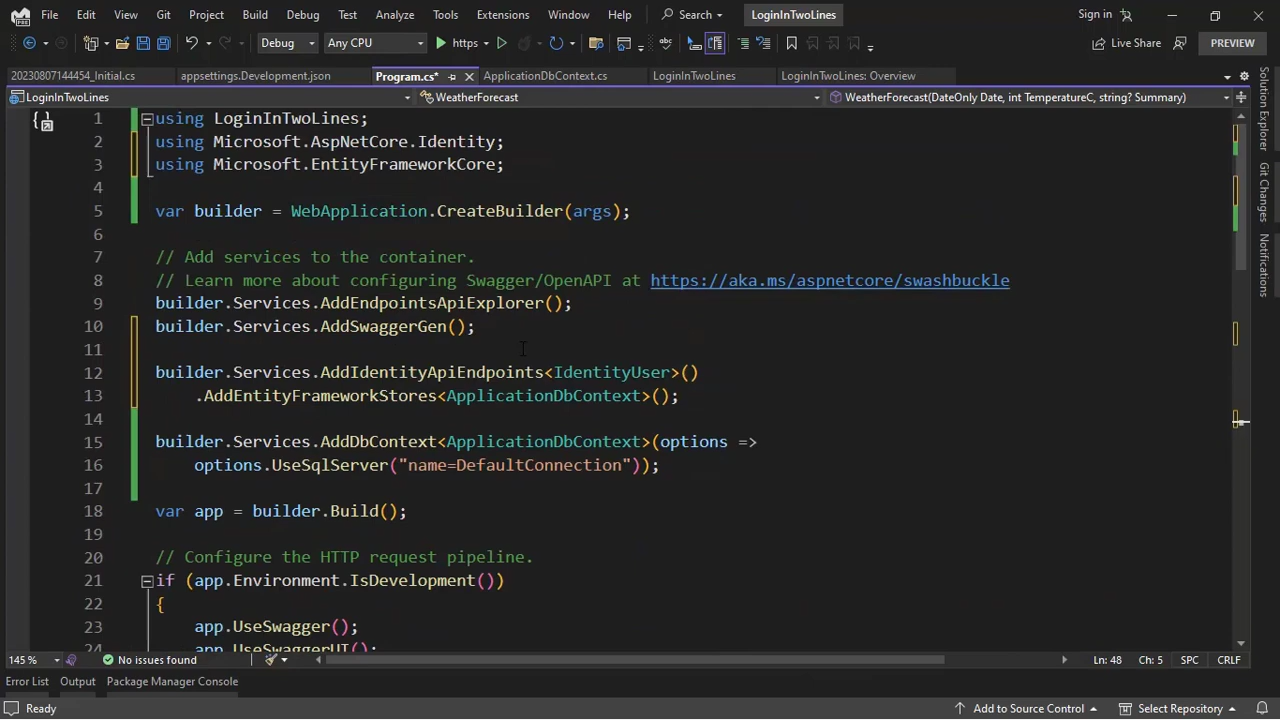 File Edit View Git Project Build Debug Test Analyze Tools Extensions Window Help Search LoginInTwoLines Sign in
Debug Any CPU https Live Share PREVIEW
20230807144454_Initial.cs appsettings.Development.json Program.cs* ApplicationDbContext.cs LoginInTwoLines LoginInTwoLines: Overview
LoginInTwoLines WeatherForecast WeatherForecast(DateOnly Date, int TemperatureC, string? Summary)
1 using LoginInTwoLines;
2 using Microsoft.AspNetCore.Identity;
3 using Microsoft.EntityFrameworkCore;
4
5 var builder = WebApplication.CreateBuilder(args);
6
7 // Add services to the container.
8 // Learn more about configuring Swagger/OpenAPI at https://aka.ms/aspnetcore/swashbuckle
9 builder.Services.AddEndpointsApiExplorer();
10 builder.Services.AddSwaggerGen();
11
12 builder.Services.AddIdentityApiEndpoints<IdentityUser>()
13 .AddEntityFrameworkStores<ApplicationDbContext>();
14
15 builder.Services.AddDbContext<ApplicationDbContext>(options =>
16 options.UseSqlServer("name=DefaultConnection"));
17
18 var app = builder.Build();
19
20 // Configure the HTTP request pipeline.
21 if (app.Environment.IsDevelopment())
22 {
23 app.UseSwagger();
24 app.UseSwaggerUI();
Solution Explorer
Git Changes
Notifications
145 % No issues found Ln: 48 Ch: 5 SPC CRLF
Error List Output Package Manager Console
Ready Add to Source Control Select Repository